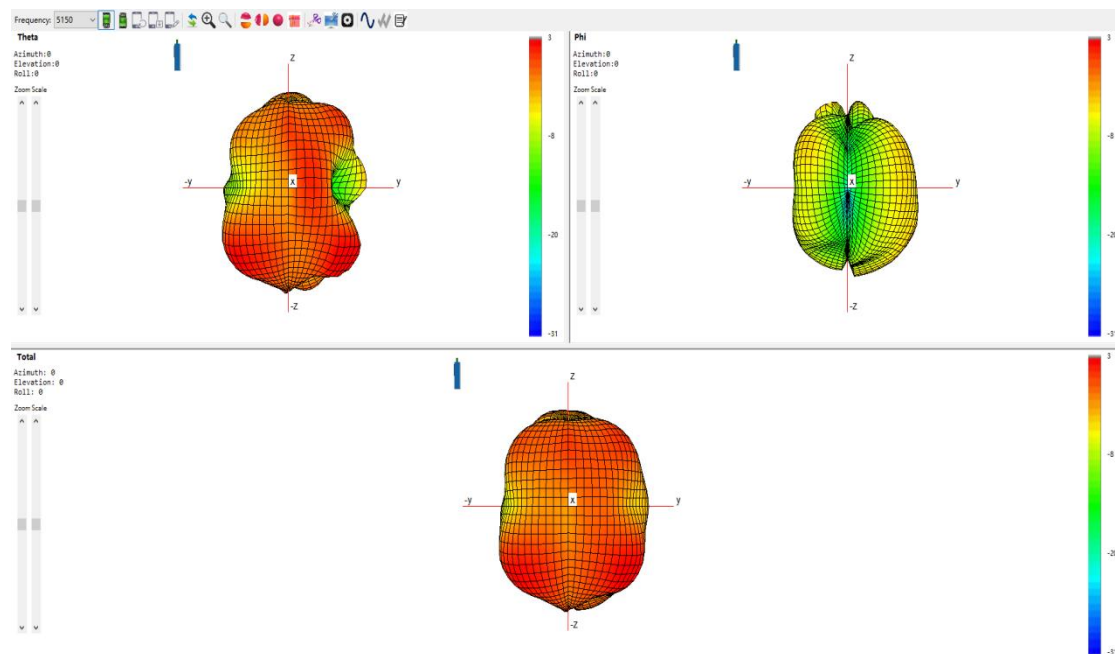 Frequency: 5150
Theta
Azimuth:0
Elevation:0
Roll:0
Zoom Scale
Z
-y
X
y
-Z
3
-8
-20
-31
Phi
Azimuth:0
Elevation:0
Roll:0
Zoom Scale
Z
-y
X
y
-Z
3
-8
-20
-31
Total
Azimuth: 0
Elevation: 0
Roll: 0
Zoom Scale
Z
-y
X
y
-Z
3
-8
-20
-31